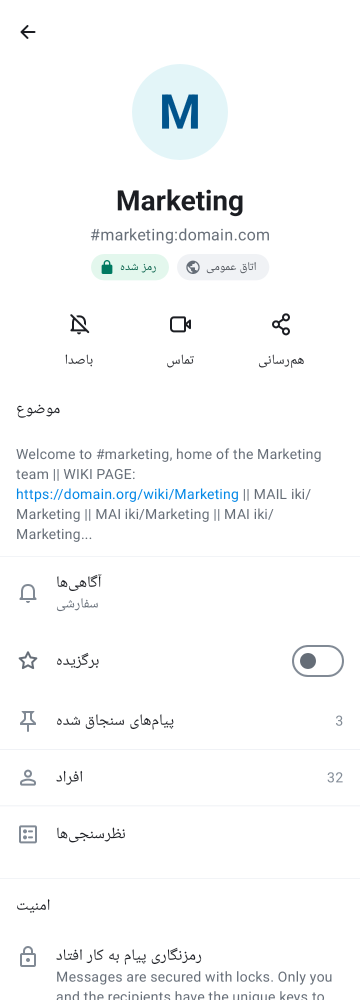 M
Marketing
#marketing:domain.com
رمز شده
اتاق عمومی
باصدا
تماس
هم‌رسانی
موضوع
Welcome to #marketing, home of the Marketing
team || WIKI PAGE:
https://domain.org/wiki/Marketing || MAIL iki/
Marketing || MAI iki/Marketing || MAI iki/
Marketing...
آگاهی‌ها
سفارشی
برگزیده
پیام‌های سنجاق شده 3
افراد 32
نظرسنجی‌ها
امنیت
رمزنگاری پیام به کار افتاد
Messages are secured with locks. Only you
and the recipients have the unique keys to